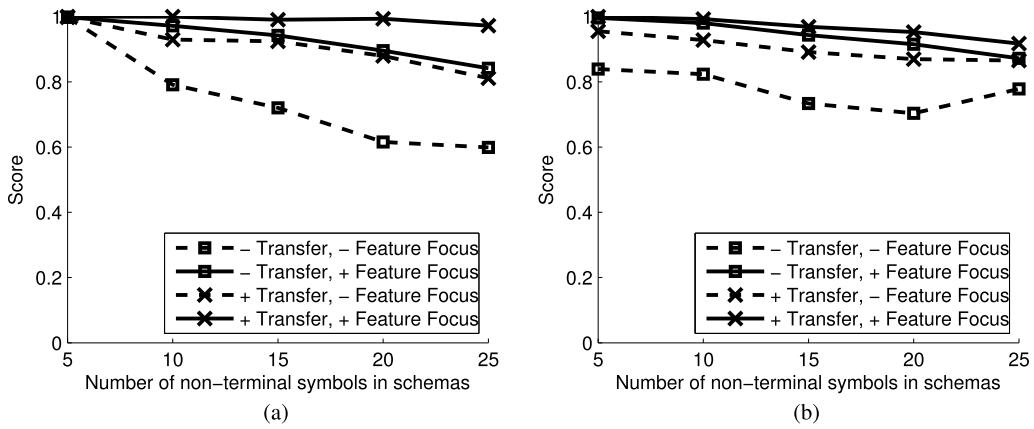 1
0.8
0.6
0.4
0.2
0
Score
− Transfer, − Feature Focus
− Transfer, + Feature Focus
+ Transfer, − Feature Focus
+ Transfer, + Feature Focus
5 10 15 20 25
Number of non−terminal symbols in schemas
(a)
1
0.8
0.6
0.4
0.2
0
Score
− Transfer, − Feature Focus
− Transfer, + Feature Focus
+ Transfer, − Feature Focus
+ Transfer, + Feature Focus
5 10 15 20 25
Number of non−terminal symbols in schemas
(b)